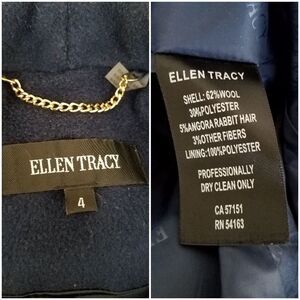 ELLEN TRACY
4
ELLEN TRACY
SHELL: 62%WOOL
30%POLYESTER
5%ANGORA RABBIT HAIR
3%OTHER FIBERS
LINING:100%POLYESTER
PROFESSIONALLY
DRY CLEAN ONLY
CA 57151
RN 54163